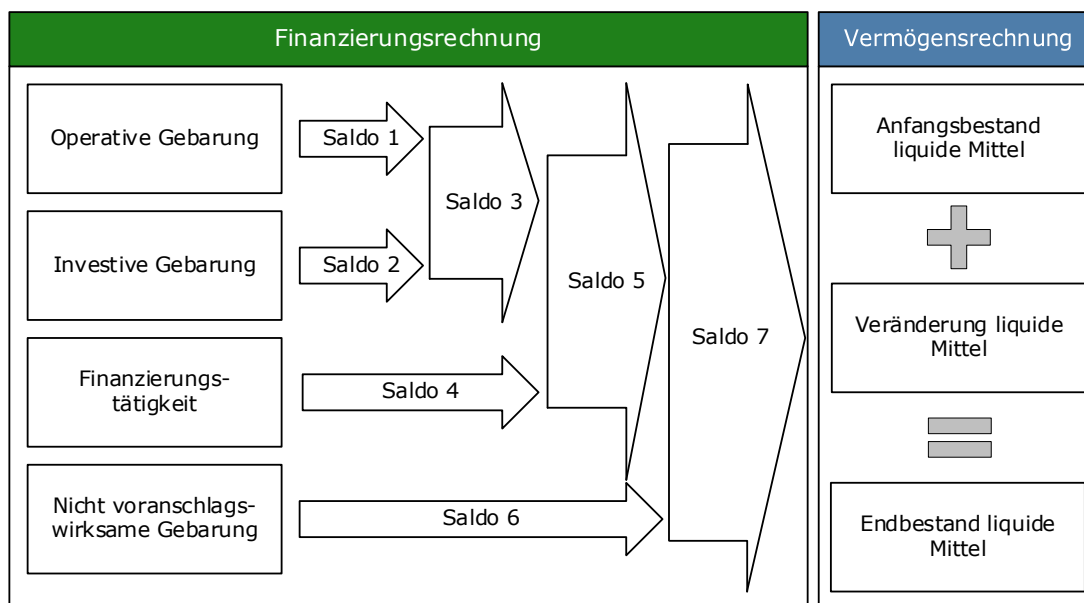 Finanzierungsrechnung
Vermögensrechnung
Operative Gebarung
Saldo 1
Investive Gebarung
Saldo 2
Saldo 3
Finanzierungs-
tätigkeit
Saldo 4
Saldo 5
Nicht voranschlags-
wirksame Gebarung
Saldo 6
Saldo 7
Anfangsbestand
liquide Mittel
Veränderung liquide
Mittel
Endbestand liquide
Mittel